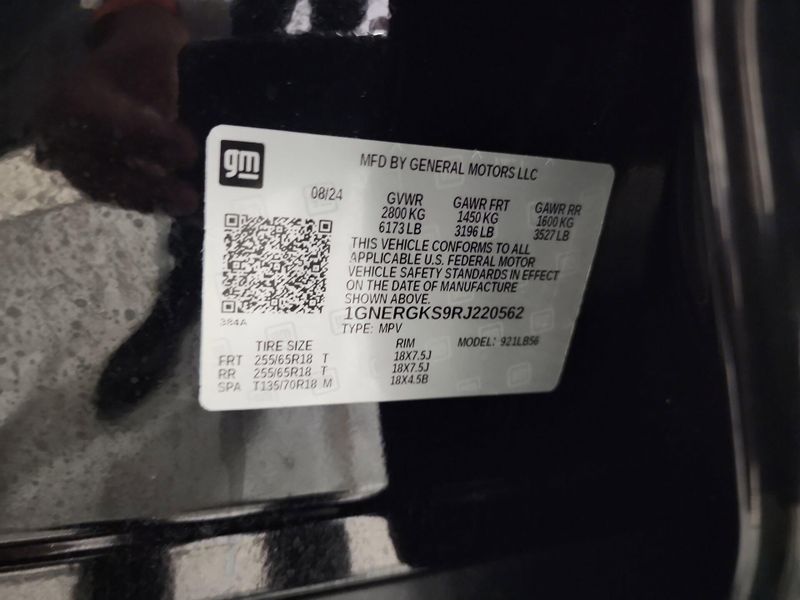 gm
MFD BY GENERAL MOTORS LLC
08/24 GVWR GAWR FRT GAWR RR
2800 KG 1450 KG 1600 KG
6173 LB 3196 LB 3527 LB
THIS VEHICLE CONFORMS TO ALL
APPLICABLE U.S. FEDERAL MOTOR
VEHICLE SAFETY STANDARDS IN EFFECT
ON THE DATE OF MANUFACTURE
SHOWN ABOVE.
384A
1GNERGKS9RJ220562
TYPE: MPV
TIRE SIZE RIM MODEL: 921LB56
FRT 255/65R18 T 18X7.5J
RR 255/65R18 T 18X7.5J
SPA T135/70R18 M 18X4.5B